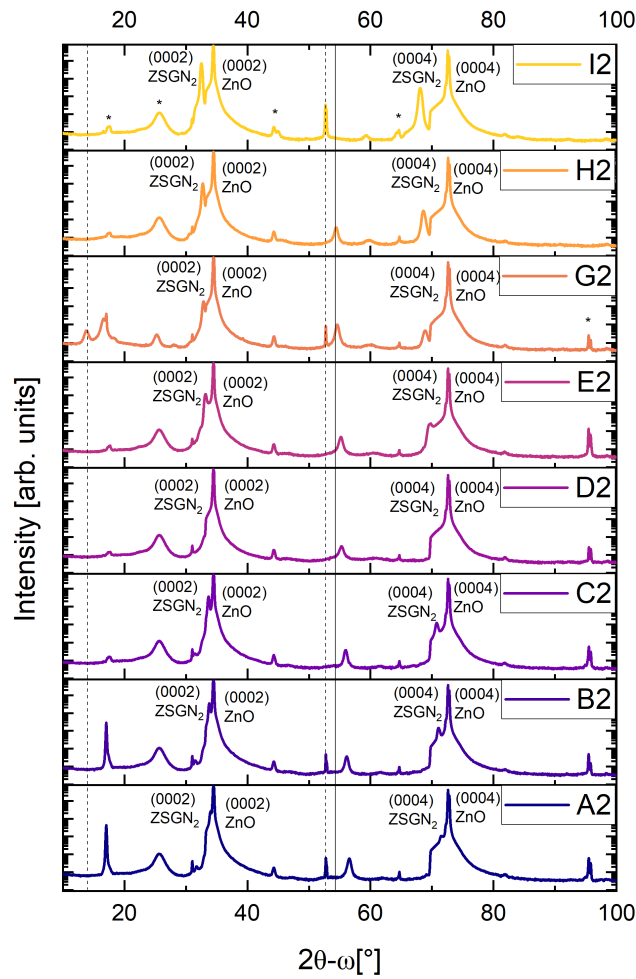 20 40 60 80 100
(0002) (0002) (0004) (0004) I2
ZSGN₂ ZnO ZSGN₂ ZnO
* * * *
(0002) (0002) (0004) (0004) H2
ZSGN₂ ZnO ZSGN₂ ZnO
(0002) (0002) (0004) (0004) G2
ZSGN₂ ZnO ZSGN₂ ZnO
*
(0002) (0002) (0004) (0004) E2
ZSGN₂ ZnO ZSGN₂ ZnO
(0002) (0002) (0004) (0004) D2
ZSGN₂ ZnO ZSGN₂ ZnO
(0002) (0002) (0004) (0004) C2
ZSGN₂ ZnO ZSGN₂ ZnO
(0002) (0002) (0004) (0004) B2
ZSGN₂ ZnO ZSGN₂ ZnO
(0002) (0002) (0004) (0004) A2
ZSGN₂ ZnO ZSGN₂ ZnO
20 40 60 80 100
2θ-ω[°]
Intensity [arb. units]